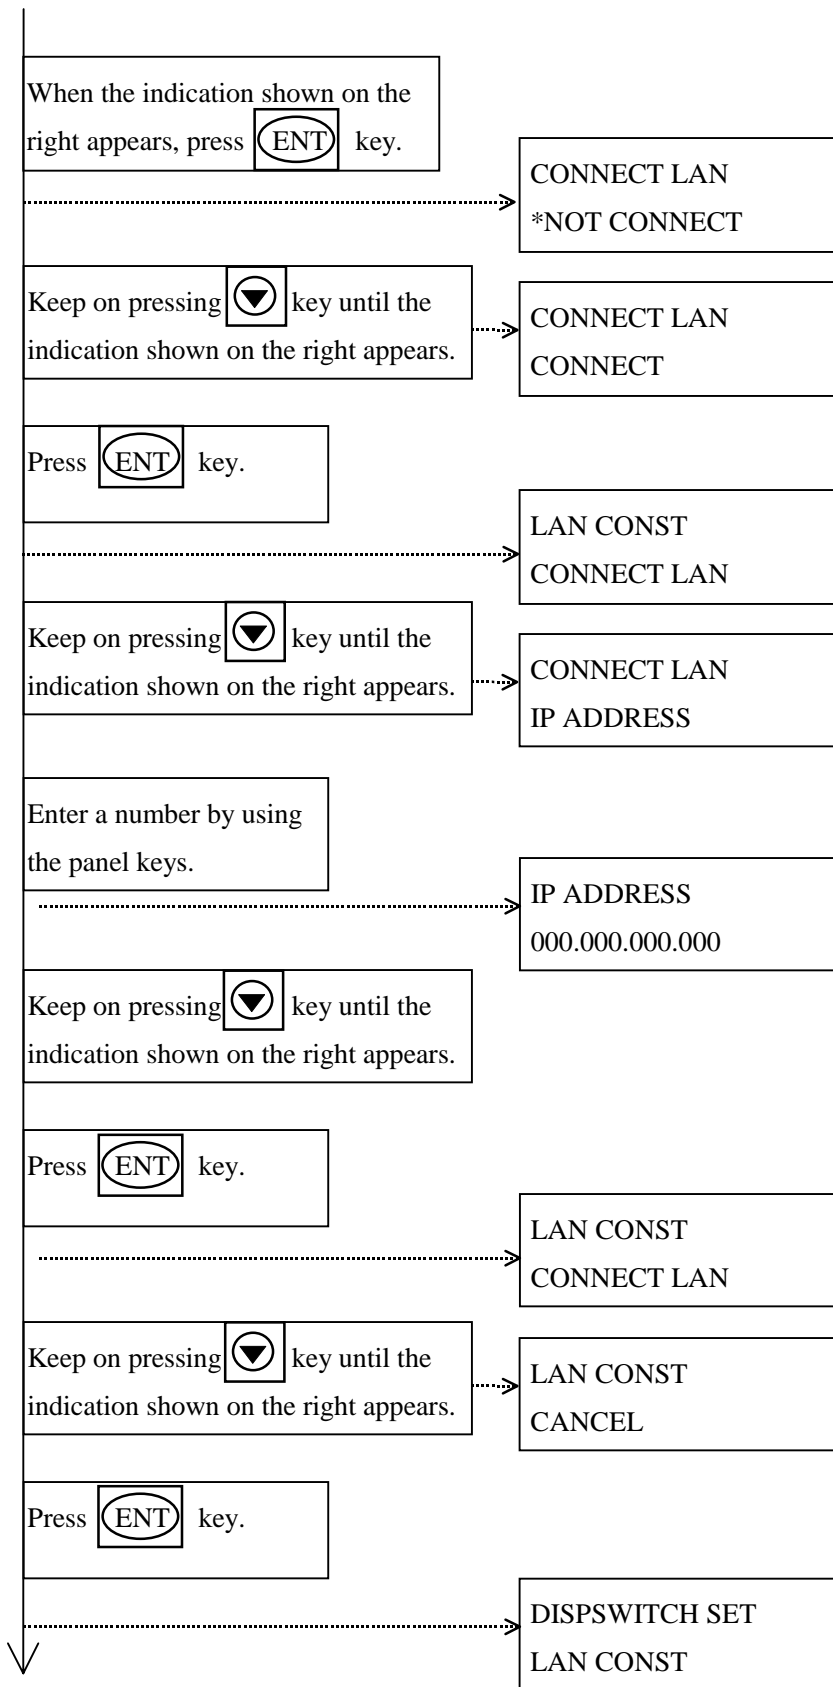 When the indication shown on the
right appears, press ENT key.
CONNECT LAN
*NOT CONNECT
Keep on pressing key until the
indication shown on the right appears.
CONNECT LAN
CONNECT
Press ENT key.
LAN CONST
CONNECT LAN
Keep on pressing key until the
indication shown on the right appears.
CONNECT LAN
IP ADDRESS
Enter a number by using
the panel keys.
IP ADDRESS
000.000.000.000
Keep on pressing key until the
indication shown on the right appears.
Press ENT key.
LAN CONST
CONNECT LAN
Keep on pressing key until the
indication shown on the right appears.
LAN CONST
CANCEL
Press ENT key.
DISPSWITCH SET
LAN CONST